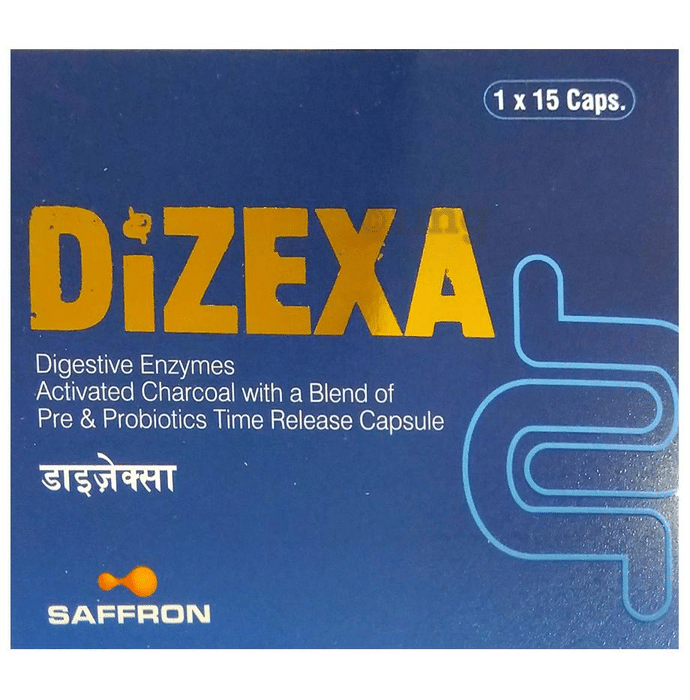 1 x 15 Caps.
DiZEXA
Digestive Enzymes
Activated Charcoal with a Blend of
Pre & Probiotics Time Release Capsule
डाइज़ेक्सा
SAFFRON